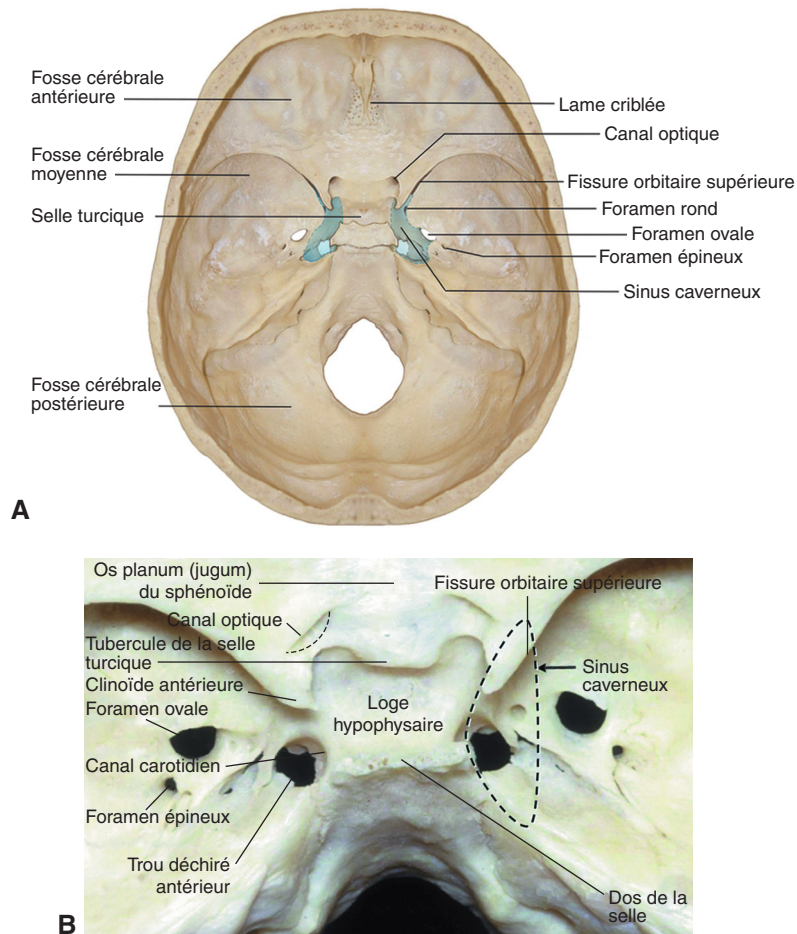 Fosse cérébrale
antérieure
Fosse cérébrale
moyenne
Selle turcique
Fosse cérébrale
postérieure
Lame criblée
Canal optique
Fissure orbitaire supérieure
Foramen rond
Foramen ovale
Foramen épineux
Sinus caverneux
A
Os planum (jugum)
du sphénoïde
Canal optique
Tubercule de la selle
turcique
Clinoïde antérieure
Foramen ovale
Canal carotidien
Foramen épineux
Trou déchiré
antérieur
Loge
hypophysaire
Fissure orbitaire supérieure
Sinus
caverneux
Dos de la
selle
B